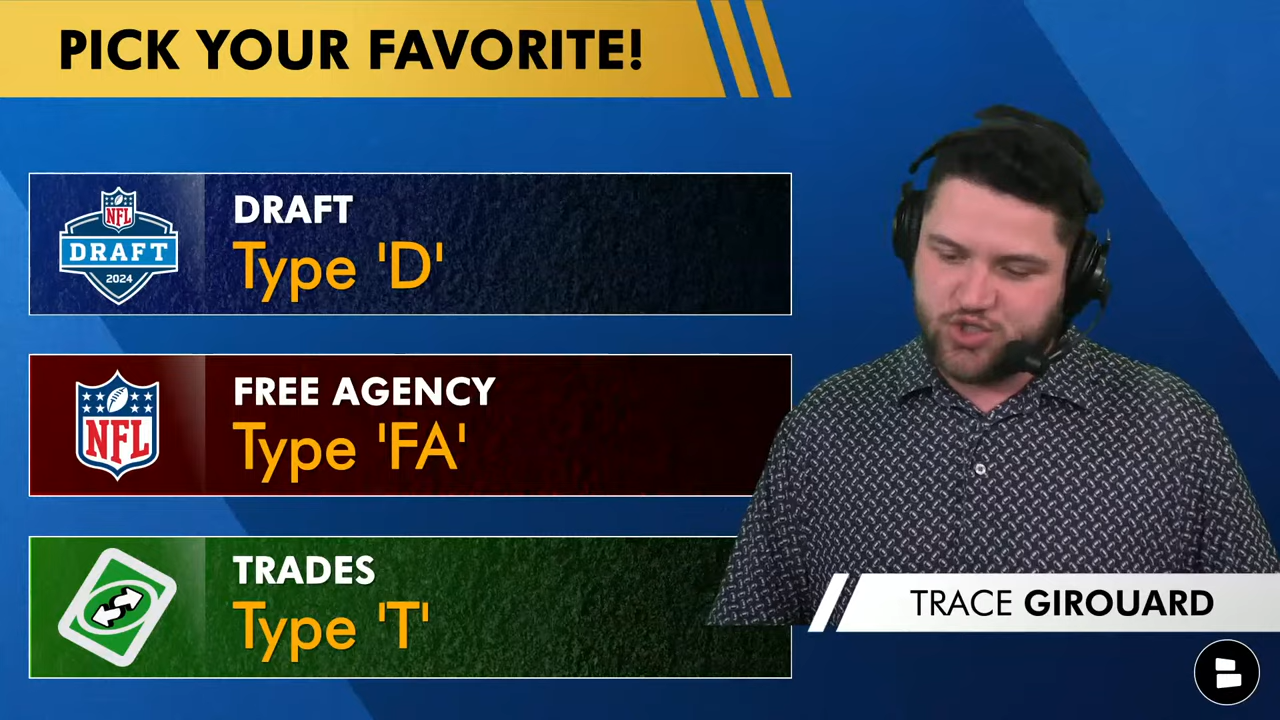 PICK YOUR FAVORITE!
NFL
DRAFT
2024
DRAFT
Type 'D'
NFL
FREE AGENCY
Type 'FA'
TRADES
Type 'T'
TRACE GIROUARD